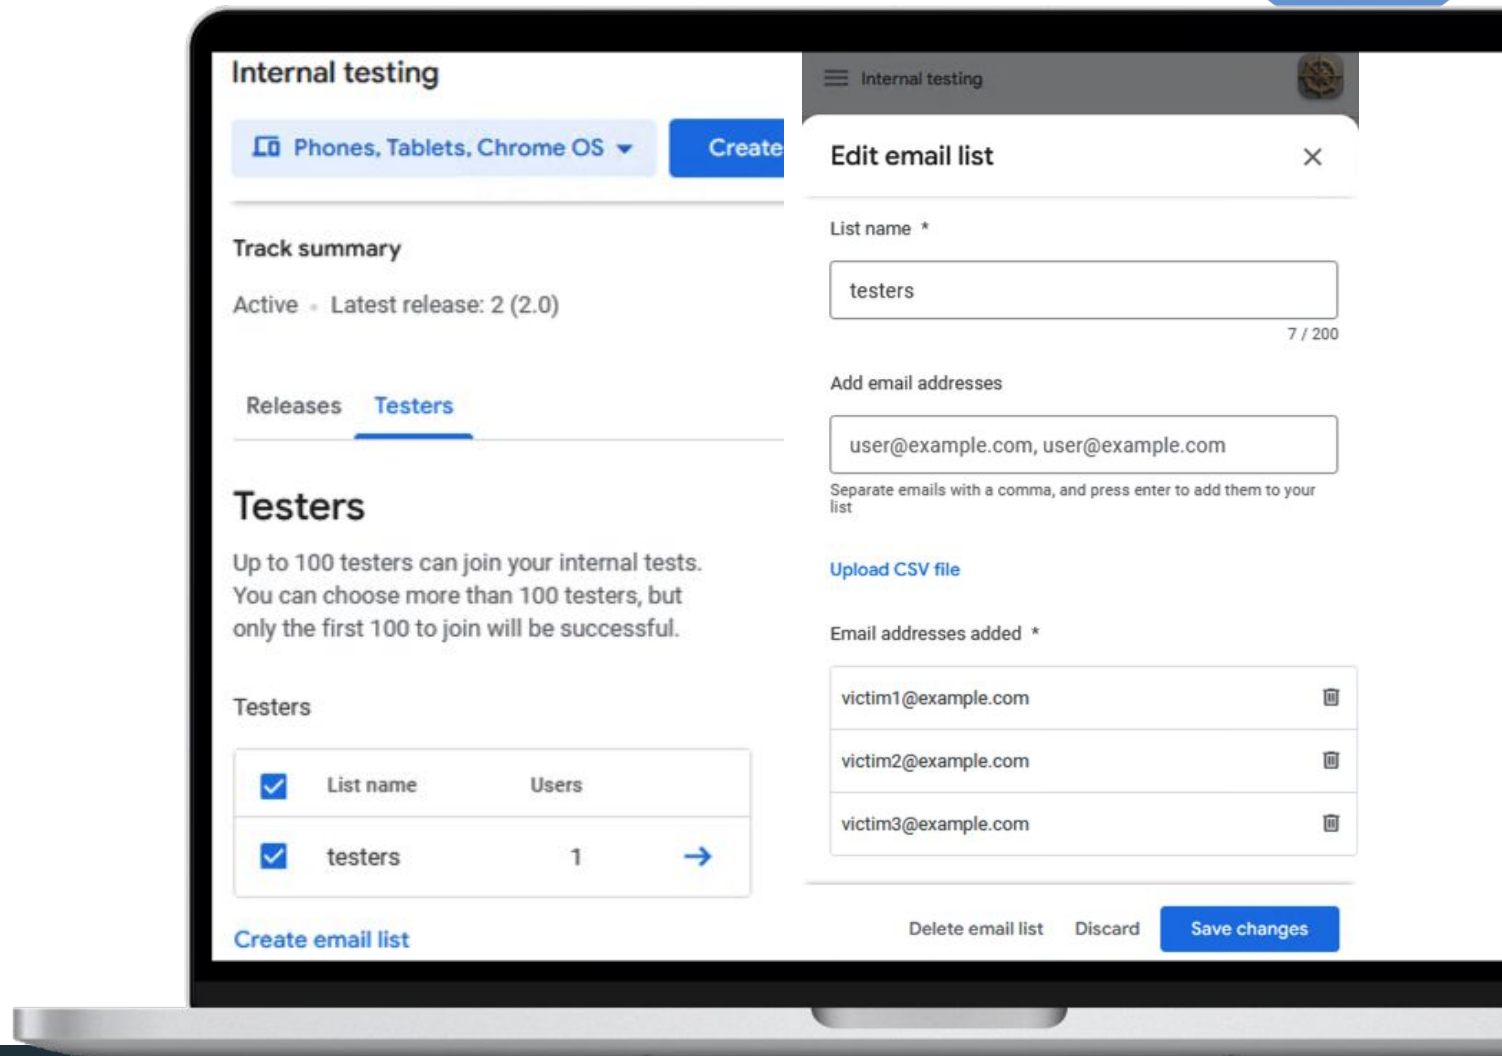 Internal testing
Phones, Tablets, Chrome OS
Create
Track summary
Active • Latest release: 2 (2.0)
Releases Testers
Testers
Up to 100 testers can join your internal tests.
You can choose more than 100 testers, but
only the first 100 to join will be successful.
Testers
List name Users
testers 1
Create email list
Internal testing
Edit email list
List name *
testers
7 / 200
Add email addresses
user@example.com, user@example.com
Separate emails with a comma, and press enter to add them to your
list
Upload CSV file
Email addresses added *
victim1@example.com
victim2@example.com
victim3@example.com
Delete email list Discard Save changes